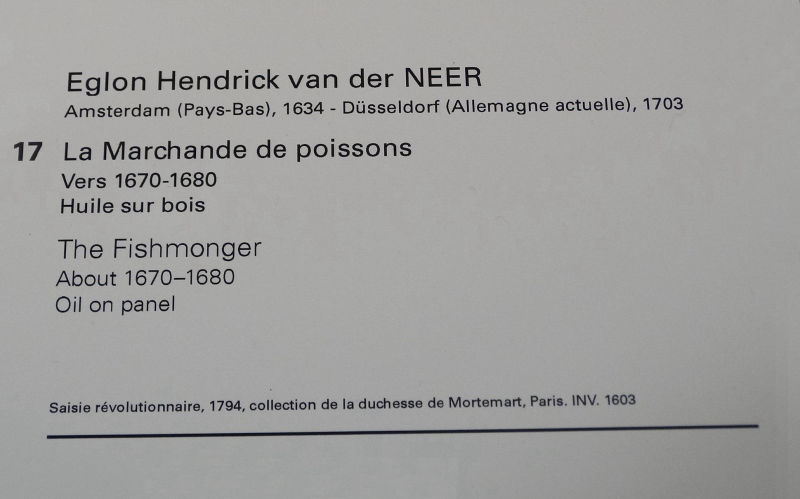 Eglon Hendrick van der NEER
Amsterdam (Pays-Bas), 1634 - Düsseldorf (Allemagne actuelle), 1703
17 La Marchande de poissons
Vers 1670-1680
Huile sur bois
The Fishmonger
About 1670–1680
Oil on panel
Saisie révolutionnaire, 1794, collection de la duchesse de Mortemart, Paris. INV. 1603